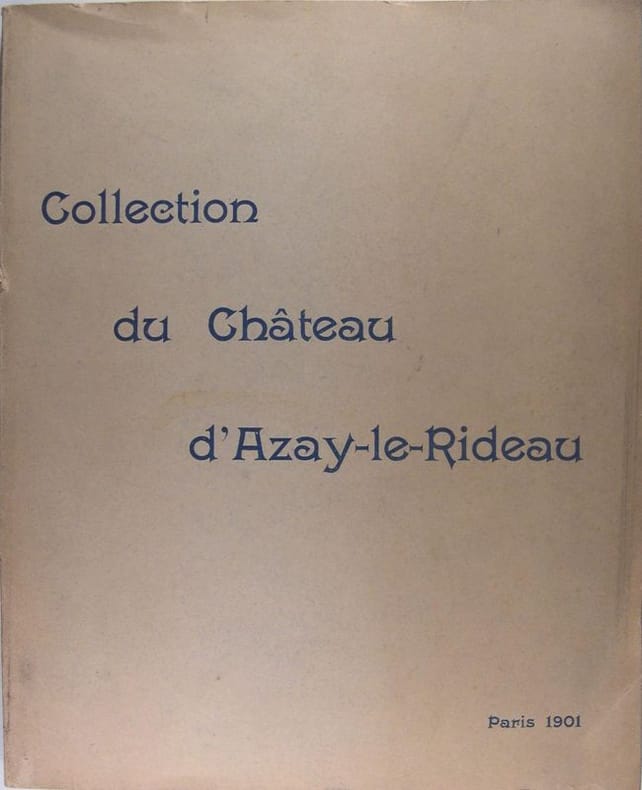 Collection
du Château
d'Azay-le-Rideau
Paris 1901